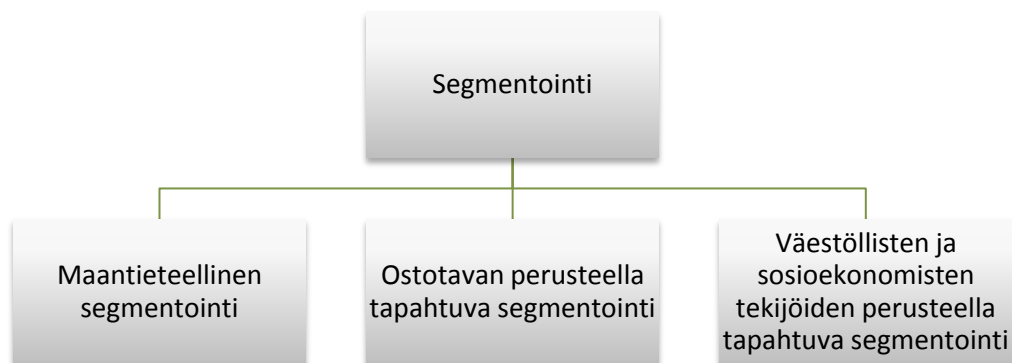 Segmentointi
Maantieteellinen
segmentointi
Ostotavan perusteella
tapahtuva segmentointi
Väestöllisten ja
sosioekonomisten
tekijöiden perusteella
tapahtuva segmentointi